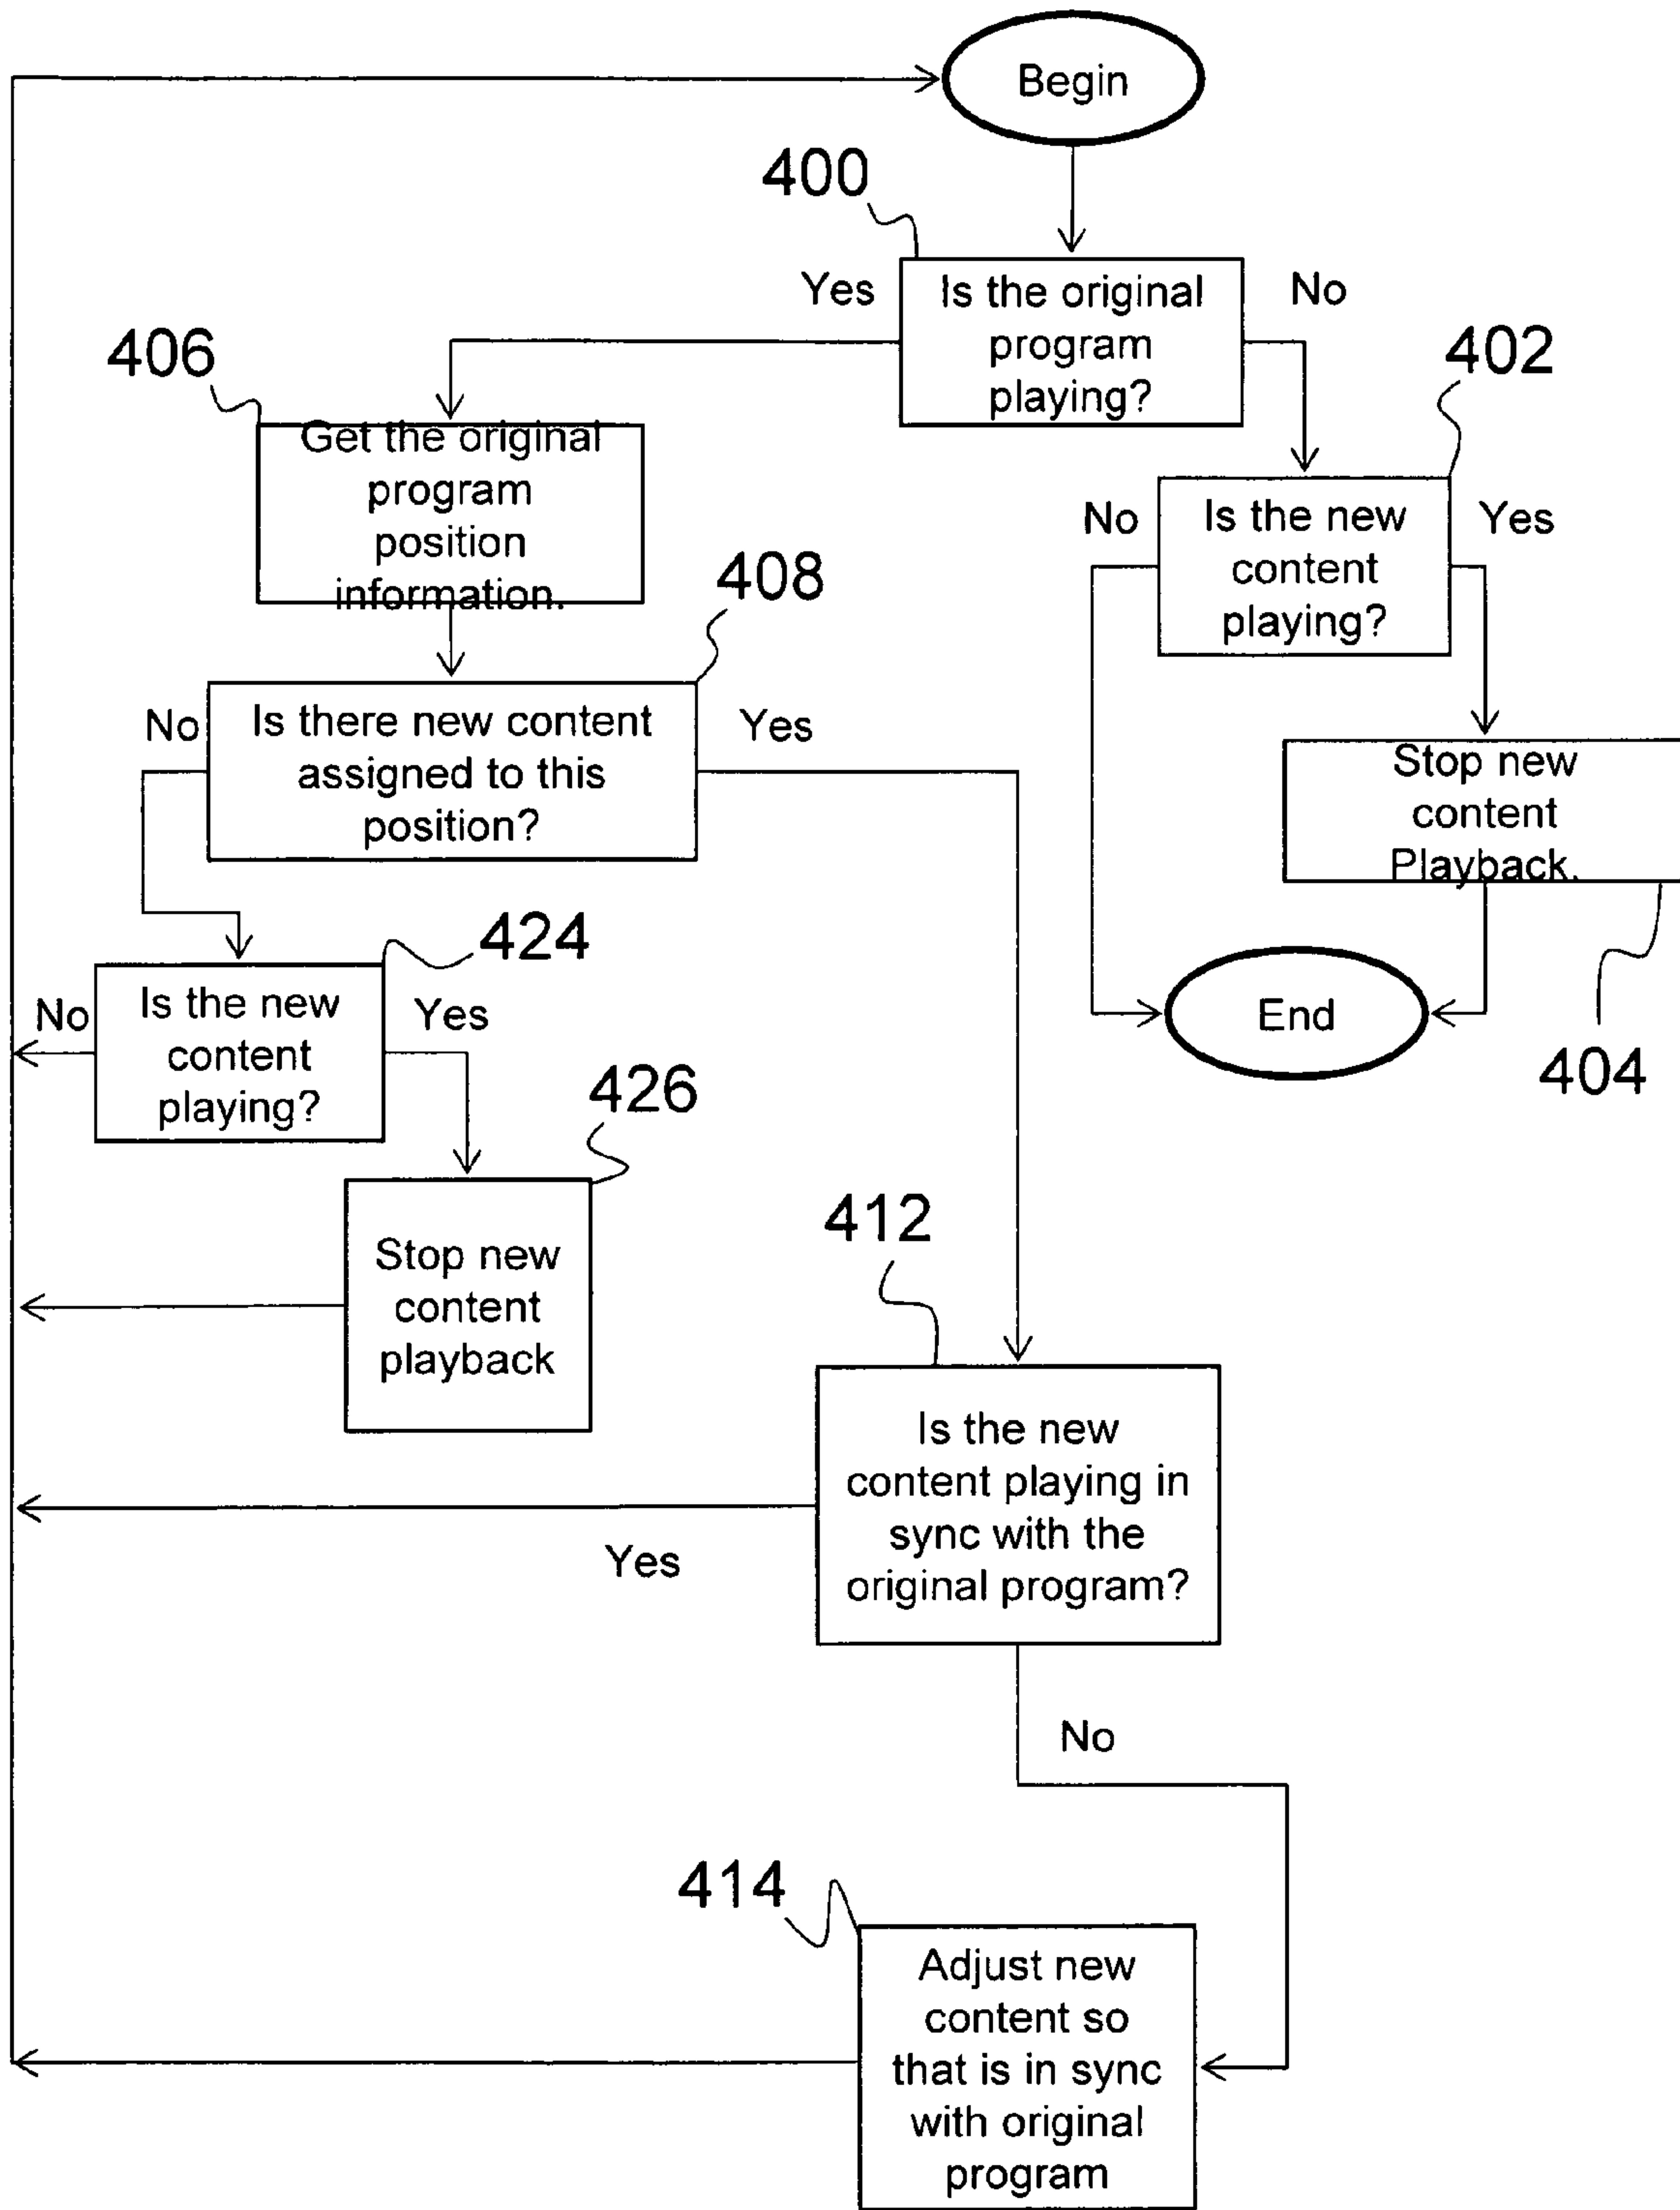 Begin
400
Yes
Is the original
program
playing?
No
406
402
Get the original
program
position
information.
No
Is the new
content
playing?
Yes
408
No
Is there new content
assigned to this
position?
Yes
Stop new
content
Playback.
424
No
Is the new
content
playing?
Yes
End
404
426
Stop new
content
playback
412
Is the new
content playing in
sync with the
original program?
Yes
No
414
Adjust new
content so
that is in sync
with original
program